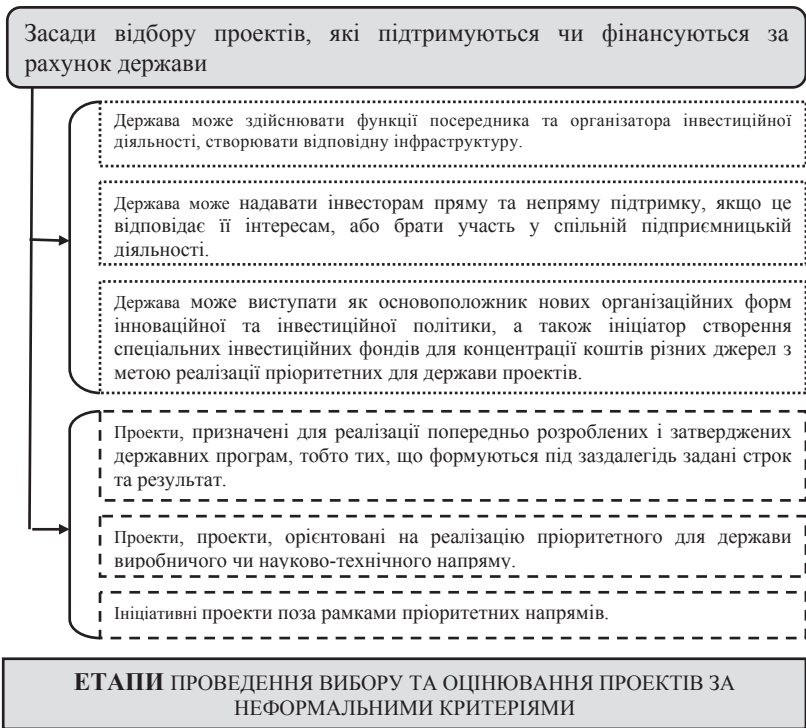 Засади відбору проектів, які підтримуються чи фінансуються за
рахунок держави
Держава може здійснювати функції посередника та організатора інвестиційної
діяльності, створювати відповідну інфраструктуру.
Держава може надавати інвесторам пряму та непряму підтримку, якщо це
відповідає її інтересам, або брати участь у спільній підприємницькій
діяльності.
Держава може виступати як основоположник нових організаційних форм
інноваційної та інвестиційної політики, а також ініціатор створення
спеціальних інвестиційних фондів для концентрації коштів різних джерел з
метою реалізації пріоритетних для держави проектів.
Проекти, призначені для реалізації попередньо розроблених і затверджених
державних програм, тобто тих, що формуються під заздалегідь задані строк
та результат.
Проекти, проекти, орієнтовані на реалізацію пріоритетного для держави
виробничого чи науково-технічного напряму.
Ініціативні проекти поза рамками пріоритетних напрямів.
ЕТАПИ ПРОВЕДЕННЯ ВИБОРУ ТА ОЦІНЮВАННЯ ПРОЕКТІВ ЗА
НЕФОРМАЛЬНИМИ КРИТЕРІЯМИ